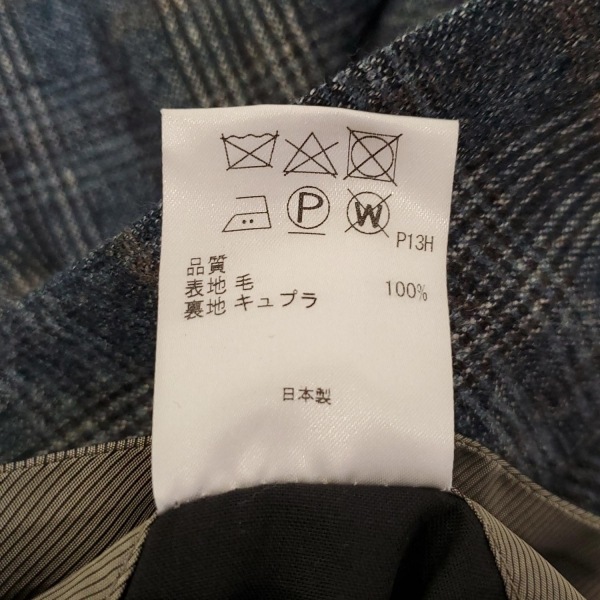 P W
P13H
品質
表地 毛 100%
裏地 キュプラ
日本製